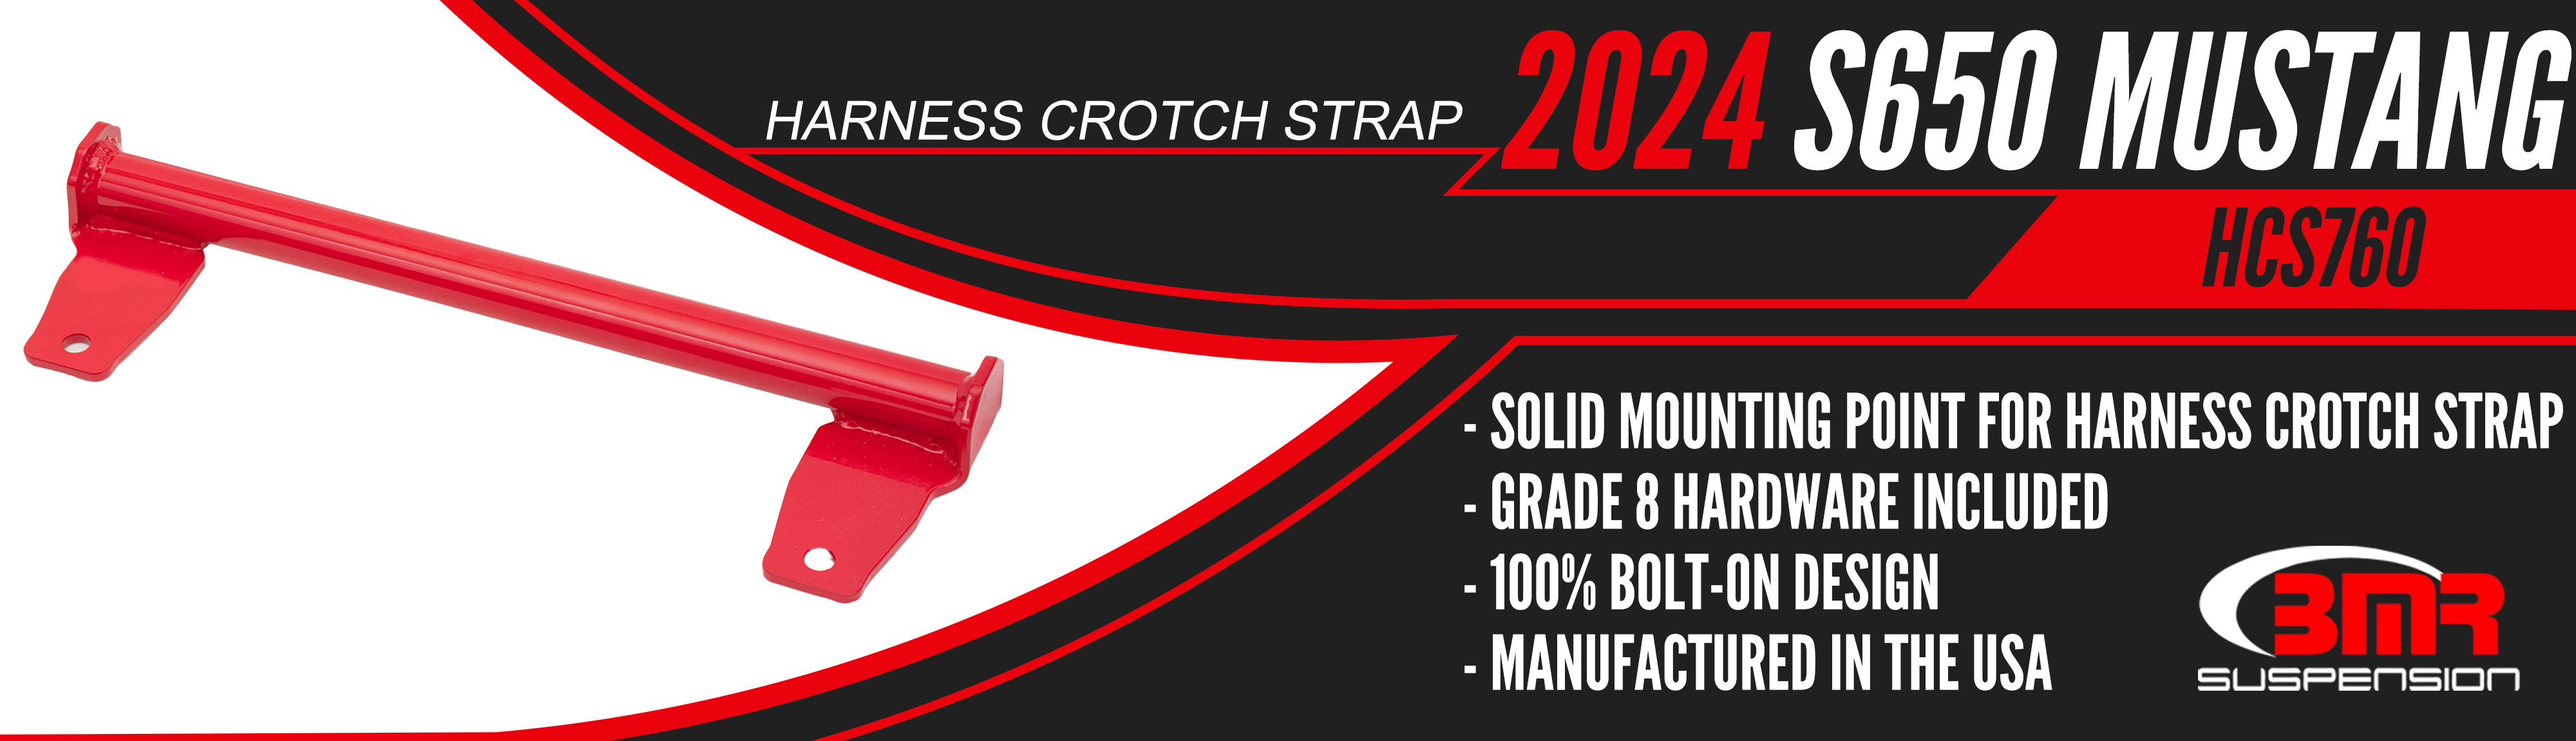 HARNESS CROTCH STRAP
2024 S650 MUSTANG
HCS760
- SOLID MOUNTING POINT FOR HARNESS CROTCH STRAP
- GRADE 8 HARDWARE INCLUDED
- 100% BOLT-ON DESIGN
- MANUFACTURED IN THE USA
BMR
SUSPENSION